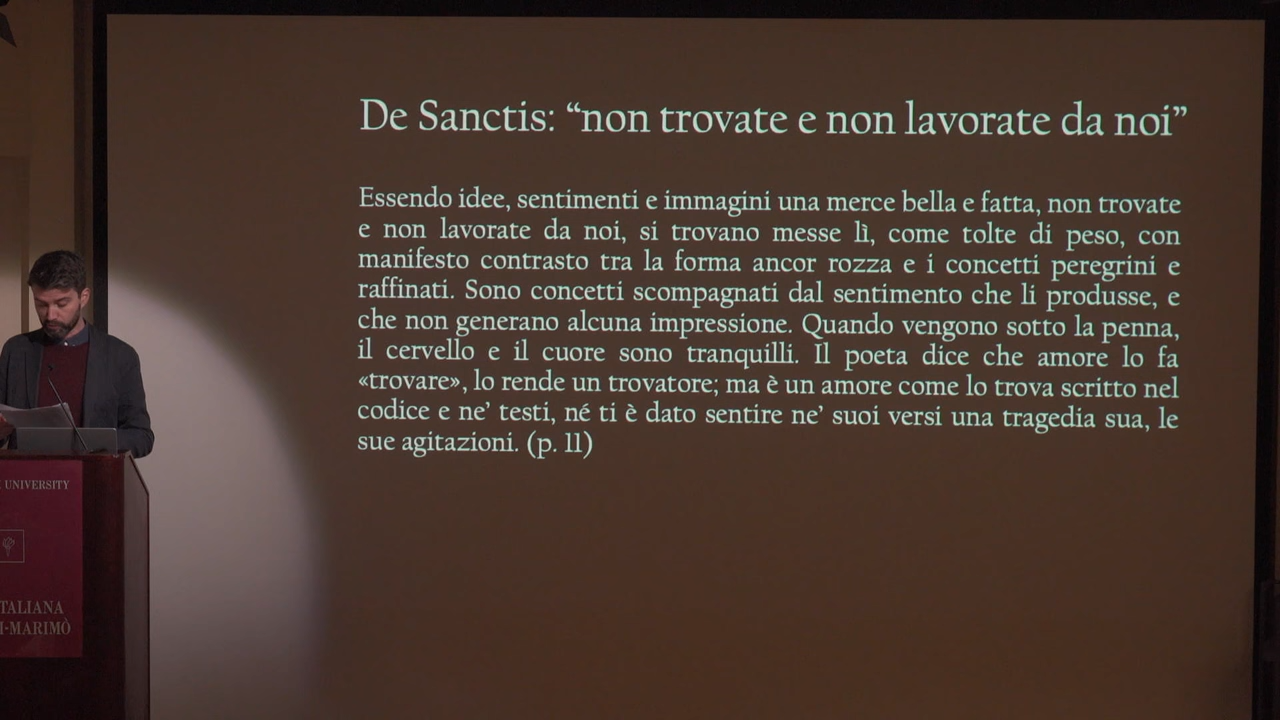 De Sanctis: “non trovate e non lavorate da noi”
Essendo idee, sentimenti e immagini una merce bella e fatta, non trovate
e non lavorate da noi, si trovano messe lì, come tolte di peso, con
manifesto contrasto tra la forma ancor rozza e i concetti peregrini e
raffinati. Sono concetti scompagnati dal sentimento che li produsse, e
che non generano alcuna impressione. Quando vengono sotto la penna,
il cervello e il cuore sono tranquilli. Il poeta dice che amore lo fa
«trovare», lo rende un trovatore; ma è un amore come lo trova scritto nel
codice e ne’ testi, né ti è dato sentire ne’ suoi versi una tragedia sua, le
sue agitazioni. (p. 11)
UNIVERSITY
TALIANA
I-MARIMÒ